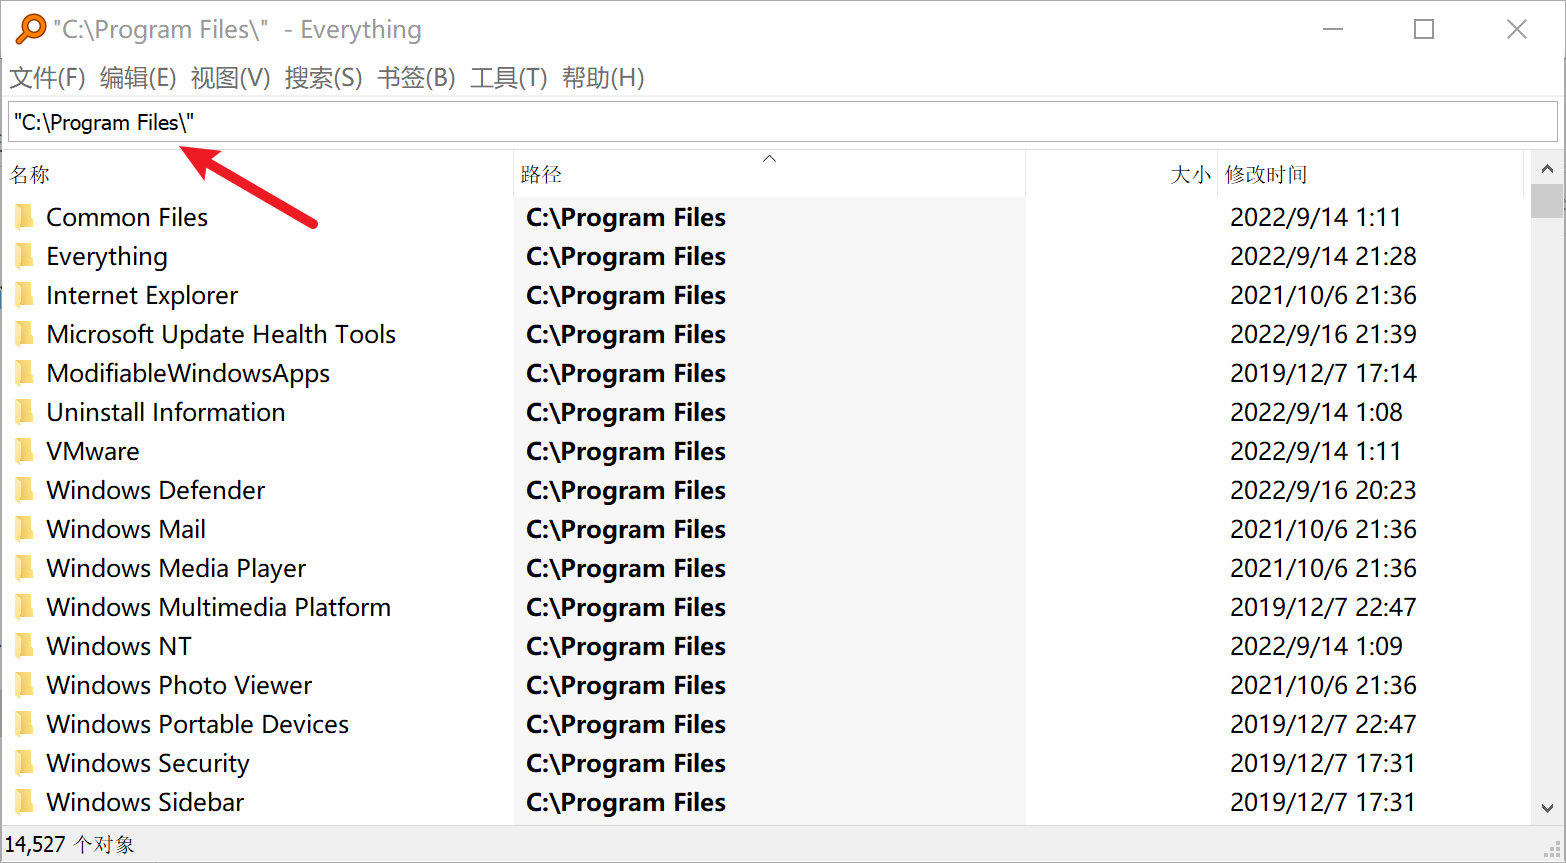 "C:\Program Files\"  - Everything
文件(F) 编辑(E) 视图(V) 搜索(S) 书签(B) 工具(T) 帮助(H)
"C:\Program Files\"
名称 路径 大小 修改时间
Common Files C:\Program Files 2022/9/14 1:11
Everything C:\Program Files 2022/9/14 21:28
Internet Explorer C:\Program Files 2021/10/6 21:36
Microsoft Update Health Tools C:\Program Files 2022/9/16 21:39
ModifiableWindowsApps C:\Program Files 2019/12/7 17:14
Uninstall Information C:\Program Files 2022/9/14 1:08
VMware C:\Program Files 2022/9/14 1:11
Windows Defender C:\Program Files 2022/9/16 20:23
Windows Mail C:\Program Files 2021/10/6 21:36
Windows Media Player C:\Program Files 2021/10/6 21:36
Windows Multimedia Platform C:\Program Files 2019/12/7 22:47
Windows NT C:\Program Files 2022/9/14 1:09
Windows Photo Viewer C:\Program Files 2021/10/6 21:36
Windows Portable Devices C:\Program Files 2019/12/7 22:47
Windows Security C:\Program Files 2019/12/7 17:31
Windows Sidebar C:\Program Files 2019/12/7 17:31
14,527 个对象